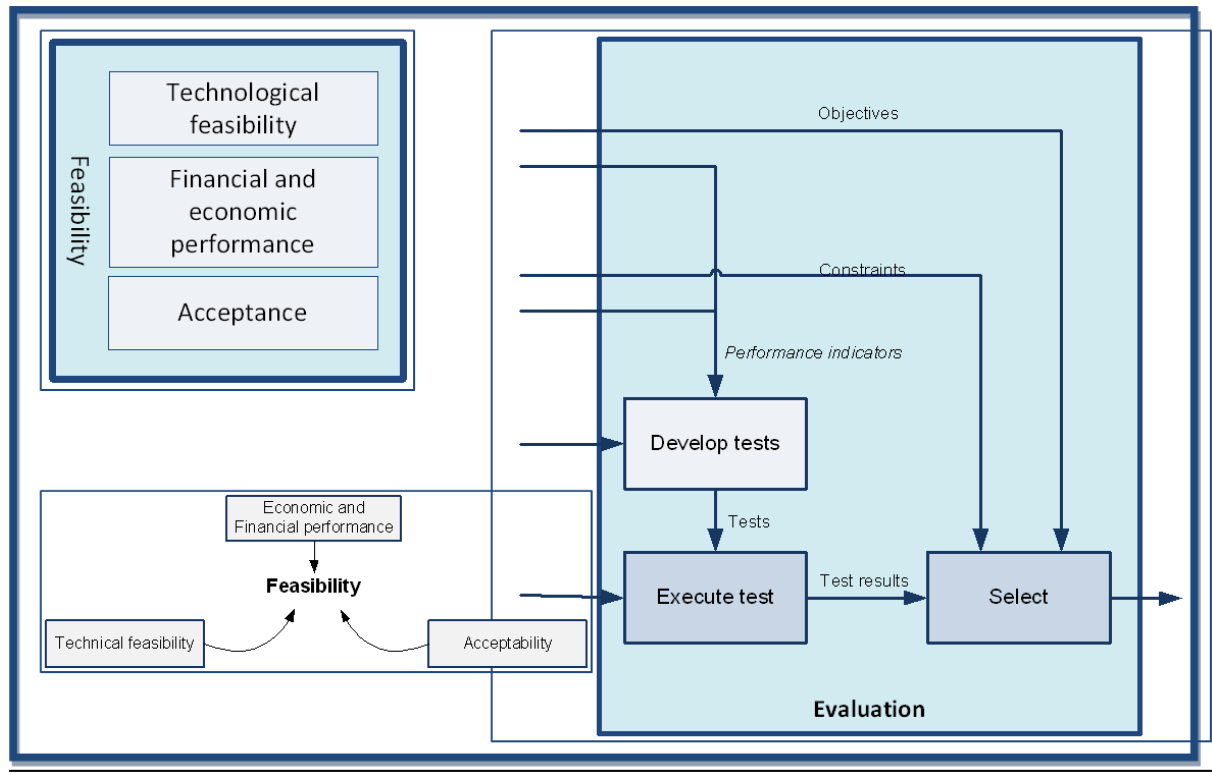 Feasibility
Technological
feasibility
Financial and
economic
performance
Acceptance
Objectives
Constraints
Performance indicators
Develop tests
Tests
Execute test
Test results
Select
Evaluation
Economic and
Financial performance
Feasibility
Technical feasibility
Acceptability